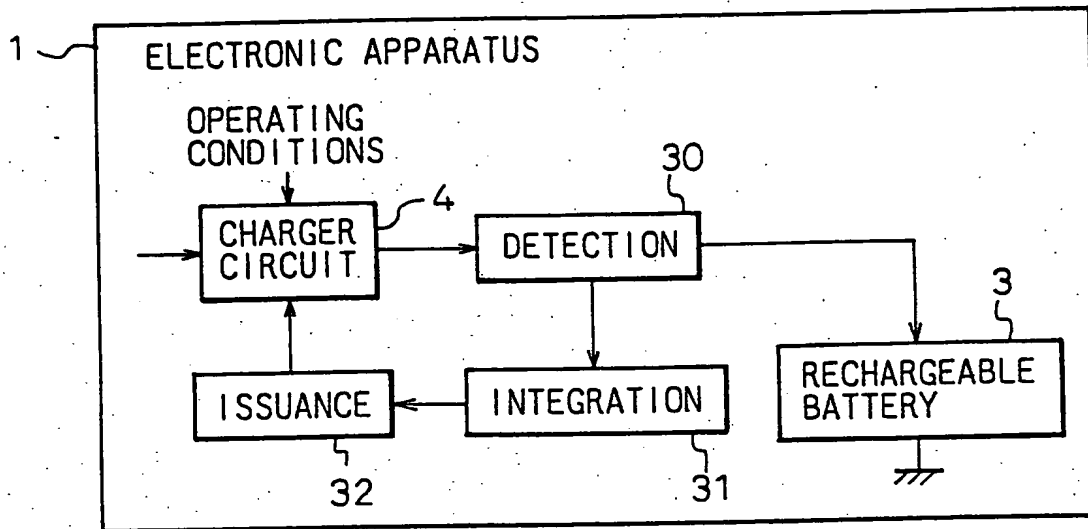 1
ELECTRONIC APPARATUS
OPERATING
CONDITIONS
4
30
CHARGER
CIRCUIT
DETECTION
3
ISSUANCE
INTEGRATION
RECHARGEABLE
BATTERY
32
31